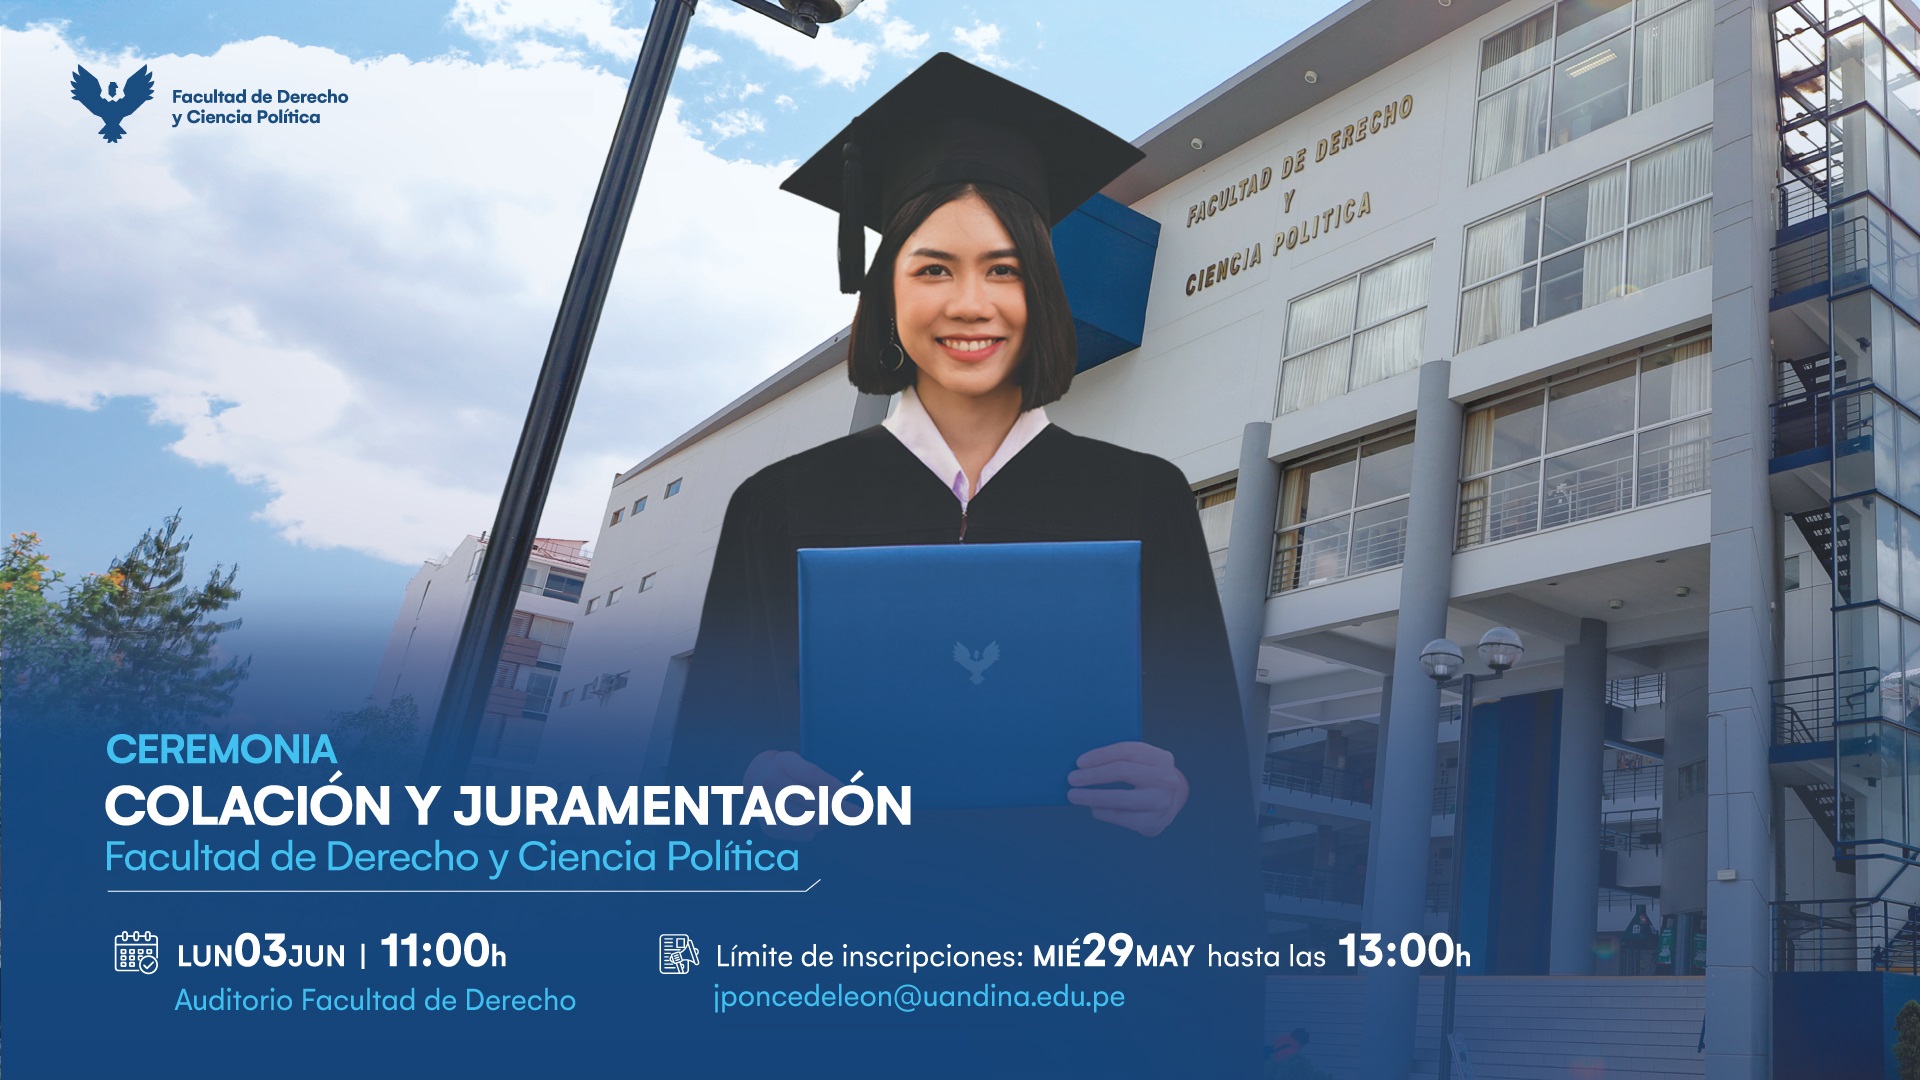 Facultad de Derecho
y Ciencia Política
FACULTAD DE DERECHO
Y
CIENCIA POLITICA
CEREMONIA
COLACIÓN Y JURAMENTACIÓN
Facultad de Derecho y Ciencia Política
LUN03JUN | 11:00h
Auditorio Facultad de Derecho
Límite de inscripciones: MIÉ29MAY hasta las 13:00h
jponcedeleon@uandina.edu.pe